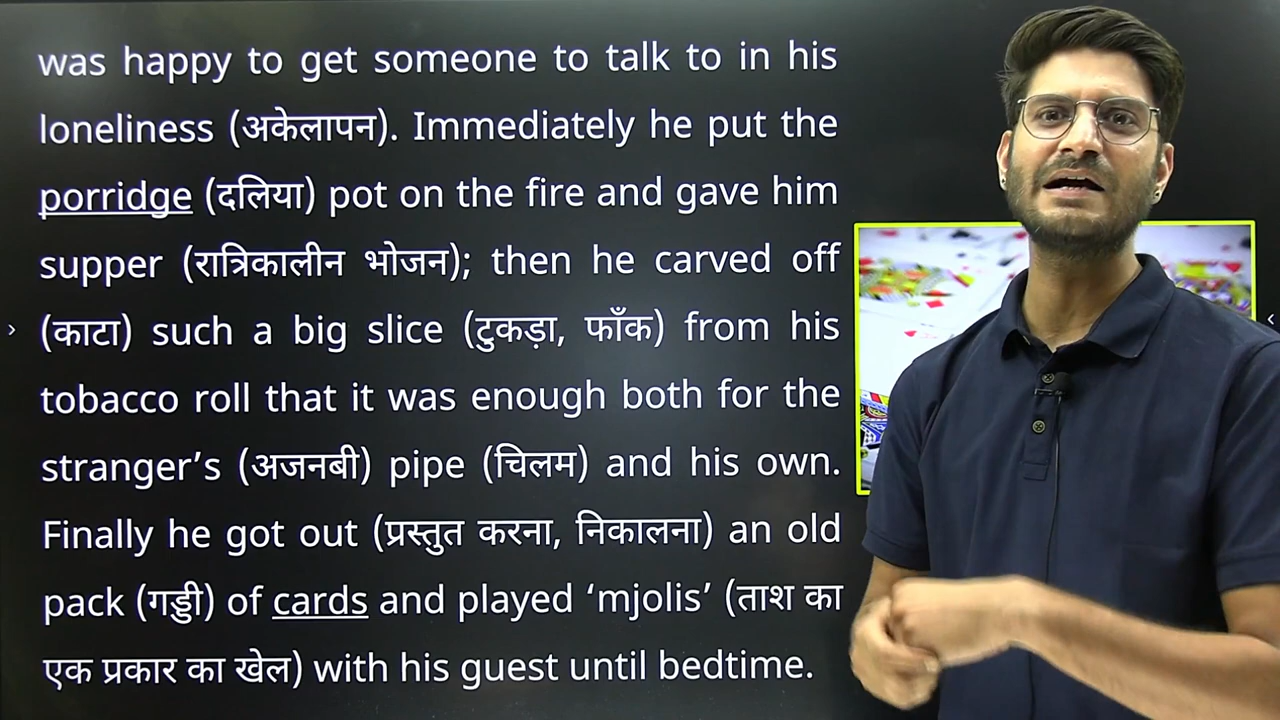 was happy to get someone to talk to in his
loneliness (अकेलापन). Immediately he put the
porridge (दलिया) pot on the fire and gave him
supper (रात्रिकालीन भोजन); then he carved off
(काटा) such a big slice (टुकड़ा, फाँक) from his
tobacco roll that it was enough both for the
stranger’s (अजनबी) pipe (चिलम) and his own.
Finally he got out (प्रस्तुत करना, निकालना) an old
pack (गड्डी) of cards and played ‘mjolis’ (ताश का
एक प्रकार का खेल) with his guest until bedtime.